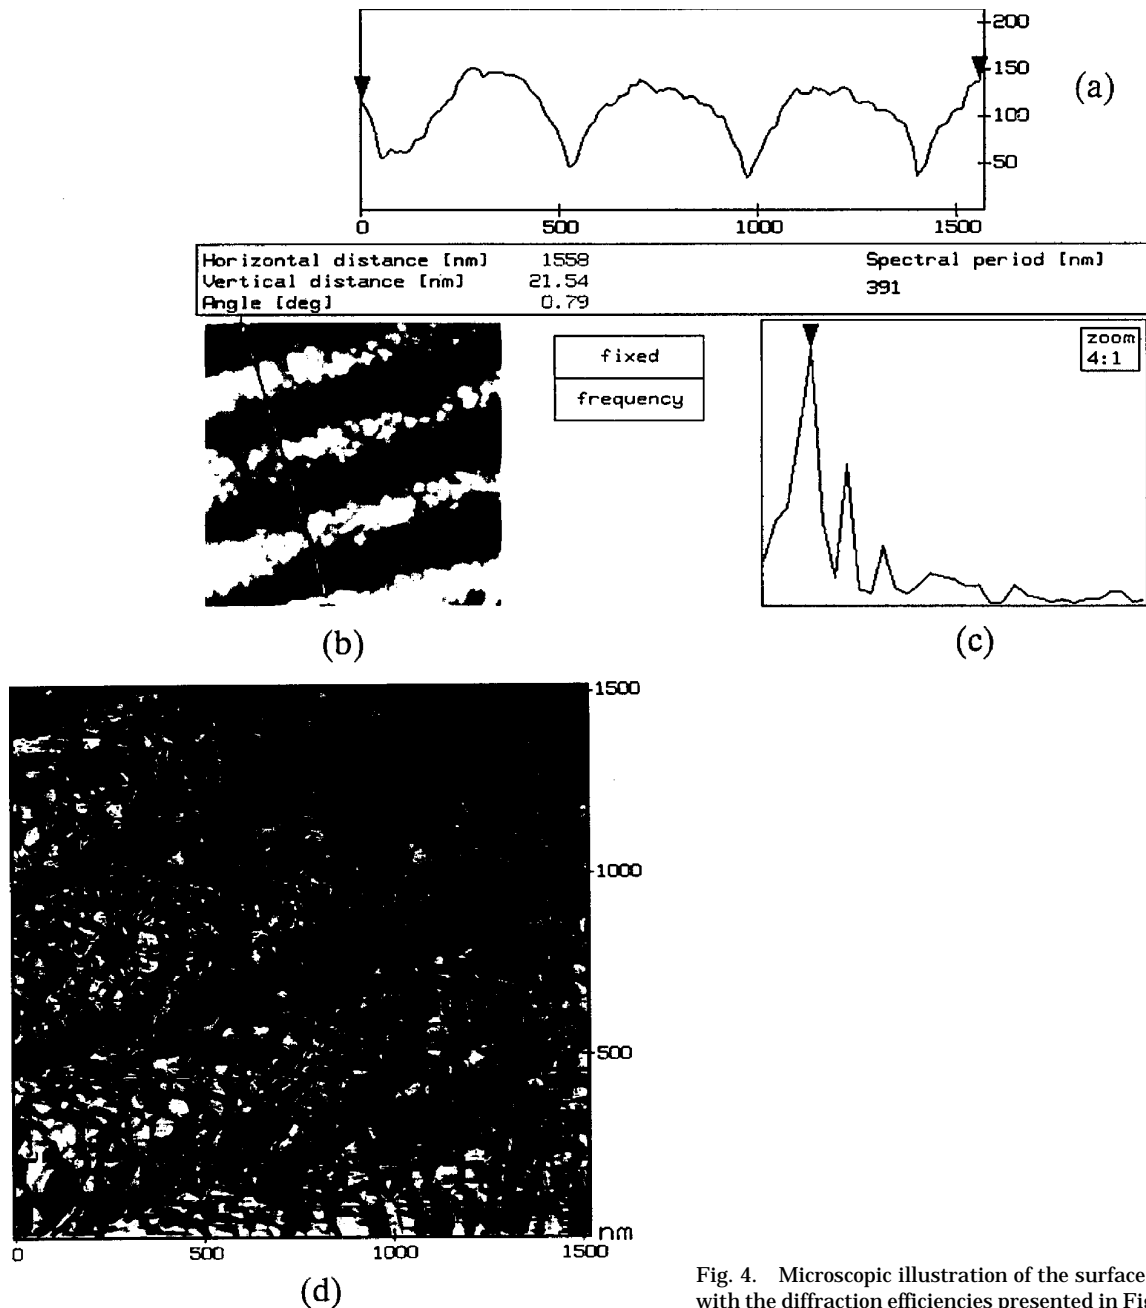 200
150
100
50
(a)
0 500 1000 1500
Horizontal distance [nm] 1558
Vertical distance [nm] 21.54
Angle [deg] 0.79
Spectral period [nm]
391
fixed
frequency
zoom
4:1
(b)
(c)
1500
1000
500
nm
0 500 1000 1500
(d)
Fig. 4. Microscopic illustration of the surface
with the diffraction efficiencies presented in Fig